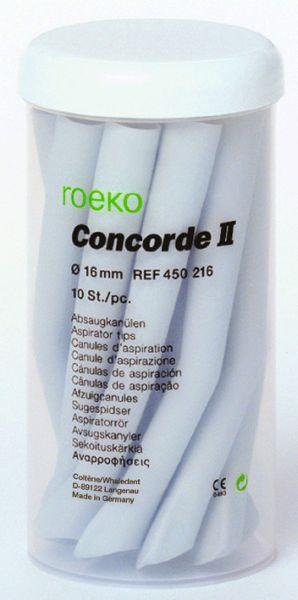 roeko
Concorde II
Ø 16 mm REF 450 216
10 St./pc.
Absaugkanülen
Aspirator tips
Canules d'aspiration
Canule d'aspirazione
Cánulas de aspiración
Cânulas de aspiração
Afzuigcanules
Sugespidser
Aspiratorrör
Avsugskanyler
Sekoituskärkiä
Αναρροφήσεις
Coltène/Whaledent
D-89122 Langenau
Made in Germany
CE
0483